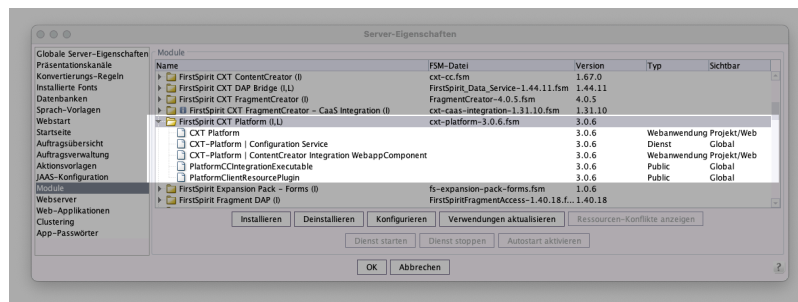 Server-Eigenschaften
Globale Server-Eigenschaften
Präsentationskanäle
Konvertierungs-Regeln
Installierte Fonts
Datenbanken
Sprach-Vorlagen
Webstart
Startseite
Auftragsübersicht
Auftragsverwaltung
Aktionsvorlagen
JAAS-Konfiguration
Module
Webserver
Web-Applikationen
Clustering
App-Passwörter
Module
Name FSM-Datei Version Typ Sichtbar
FirstSpirit CXT ContentCreator (I) cxt-cc.fsm 1.67.0
FirstSpirit CXT DAP Bridge (I,L) FirstSpirit_Data_Service-1.44.11.fsm 1.44.11
FirstSpirit CXT FragmentCreator (I) FragmentCreator-4.0.5.fsm 4.0.5
FirstSpirit CXT FragmentCreator - CaaS Integration (I) cxt-caas-integration-1.31.10.fsm 1.31.10
FirstSpirit CXT Platform (I,L) cxt-platform-3.0.6.fsm 3.0.6
CXT Platform 3.0.6 Webanwendung Projekt/Web
CXT-Platform | Configuration Service 3.0.6 Dienst Global
CXT-Platform | ContentCreator Integration WebappComponent 3.0.6 Webanwendung Projekt/Web
PlatformCCIntegrationExecutable 3.0.6 Public Global
PlatformClientResourcePlugin 3.0.6 Public Global
FirstSpirit Expansion Pack - Forms (I) fs-expansion-pack-forms.fsm 1.0.6
FirstSpirit Fragment DAP (I) FirstSpiritFragmentAccess-1.40.18.f... 1.40.18
Installieren Deinstallieren Konfigurieren Verwendungen aktualisieren Ressourcen-Konflikte anzeigen
Dienst starten Dienst stoppen Autostart aktivieren
OK Abbrechen ?